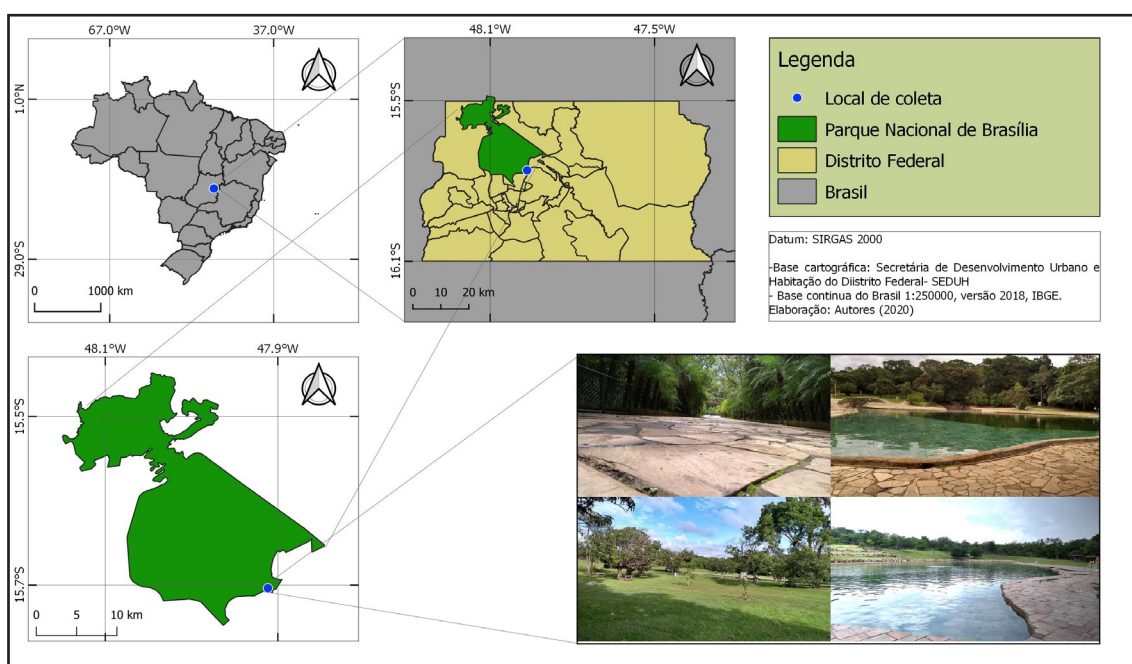 67.0°W
37.0°W
1.0°N
29.0°S
0
1000 km
48.1°W
47.5°W
15.5°S
16.1°S
0
10
20 km
Legenda
Local de coleta
Parque Nacional de Brasília
Distrito Federal
Brasil
Datum: SIRGAS 2000
-Base cartográfica: Secretária de Desenvolvimento Urbano e
Habitação do Diistrito Federal- SEDUH
- Base continua do Brasil 1:250000, versão 2018, IBGE.
Elaboração: Autores (2020)
48.1°W
47.9°W
15.5°S
15.7°S
0
5
10 km